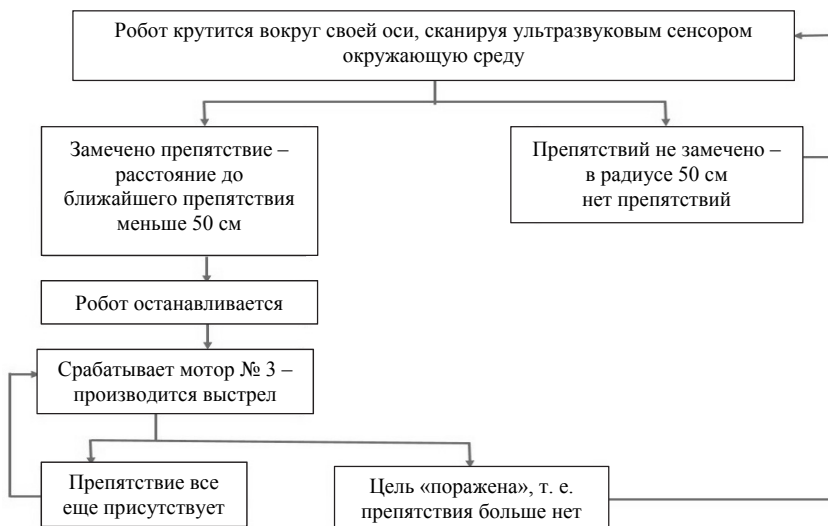 Робот крутится вокруг своей оси, сканируя ультразвуковым сенсором
окружающую среду
Замечено препятствие –
расстояние до
ближайшего препятствия
меньше 50 см
Препятствий не замечено –
в радиусе 50 см
нет препятствий
Робот останавливается
Срабатывает мотор № 3 –
производится выстрел
Препятствие все
еще присутствует
Цель «поражена», т. е.
препятствия больше нет